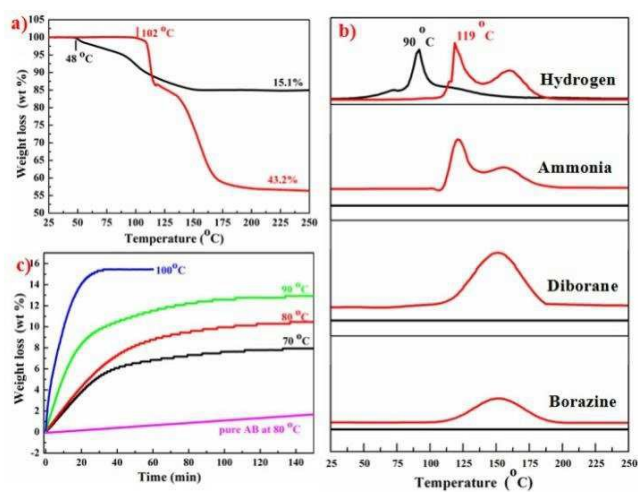 a)
102 °C
48 °C
15.1%
43.2%
Weight loss (wt %)
100
95
90
85
80
75
70
65
60
55
50
25 50 75 100 125 150 175 200 225 250
Temperature (°C)
b)
90 °C
119 °C
Hydrogen
Ammonia
Diborane
Borazine
25 50 75 100 125 150 175 200 225 250
Temperature (°C)
c)
100°C
90°C
80 °C
70 °C
pure AB at 80 °C
Weight loss (wt %)
16
14
12
10
8
6
4
2
0
-2
0 20 40 60 80 100 120 140
Time (min)